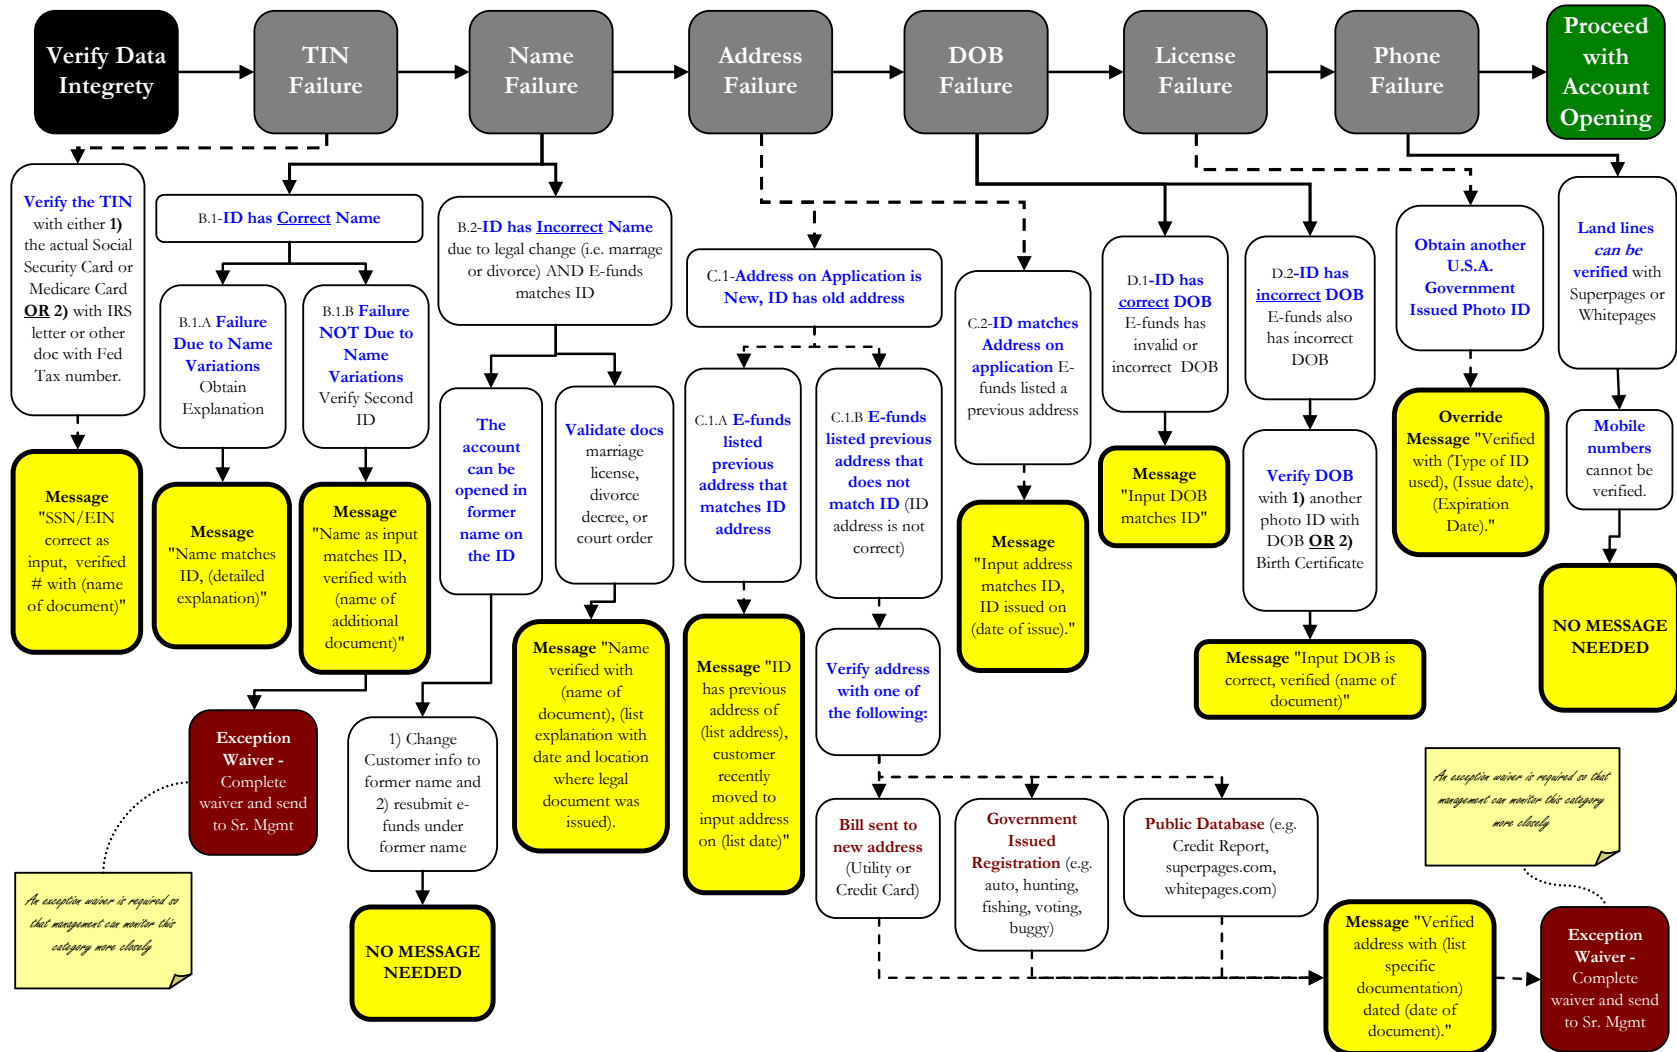 Verify Data
Integrety
TIN
Failure
Name
Failure
Address
Failure
DOB
Failure
License
Failure
Phone
Failure
Proceed
with
Account
Opening
Verify the TIN
with either 1)
the actual Social
Security Card or
Medicare Card
OR 2) with IRS
letter or other
doc with Fed
Tax number.
Message
"SSN/EIN
correct as
input, verified
# with (name
of document)"
B.1-ID has Correct Name
B.1.A Failure
Due to Name
Variations
Obtain
Explanation
Message
"Name matches
ID, (detailed
explanation)"
B.1.B Failure
NOT Due to
Name
Variations
Verify Second
ID
Message
"Name as input
matches ID,
verified with
(name of
additional
document)"
Exception
Waiver -
Complete
waiver and send
to Sr. Mgmt
An exception waiver is required so
that management can monitor this
category more closely
B.2-ID has Incorrect Name
due to legal change (i.e. marrage
or divorce) AND E-funds
matches ID
The
account
can be
opened in
former
name on
the ID
1) Change
Customer info to
former name and
2) resubmit e-
funds under
former name
NO MESSAGE
NEEDED
Validate docs
marriage
license,
divorce
decree, or
court order
Message "Name
verified with
(name of
document), (list
explanation with
date and location
where legal
document was
issued).
C.1-Address on Application is
New, ID has old address
C.1.A E-funds
listed
previous
address that
matches ID
address
Message "ID
has previous
address of
(list address),
customer
recently
moved to
input address
on (list date)"
C.1.B E-funds
listed previous
address that
does not
match ID (ID
address is not
correct)
Verify address
with one of
the following:
Bill sent to
new address
(Utility or
Credit Card)
Government
Issued
Registration (e.g.
auto, hunting,
fishing, voting,
buggy)
Public Database (e.g.
Credit Report,
superpages.com,
whitepages.com)
Message "Verified
address with (list
specific
documentation)
dated (date of
document)."
Exception
Waiver -
Complete
waiver and send
to Sr. Mgmt
An exception waiver is required so that
management can monitor this category
more closely
C.2-ID matches
Address on
application E-
funds listed a
previous address
Message
"Input address
matches ID,
ID issued on
(date of issue)."
D.1-ID has
correct DOB
E-funds has
invalid or
incorrect DOB
Message
"Input DOB
matches ID"
D.2-ID has
incorrect DOB
E-funds also
has incorrect
DOB
Verify DOB
with 1) another
photo ID with
DOB OR 2)
Birth Certificate
Message "Input DOB is
correct, verified (name of
document)"
Obtain another
U.S.A.
Government
Issued Photo ID
Override
Message "Verified
with (Type of ID
used), (Issue date),
(Expiration
Date)."
Land lines
can be
verified with
Superpages or
Whitepages
Mobile
numbers
cannot be
verified.
NO MESSAGE
NEEDED